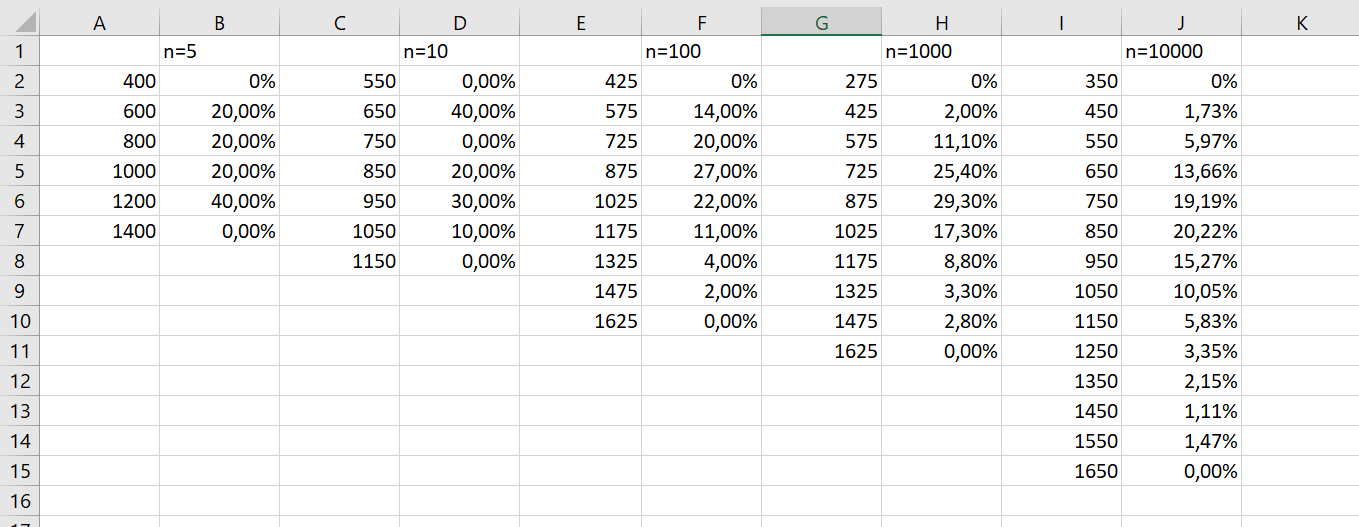 A B C D E F G H I J K
1 n=5 n=10 n=100 n=1000 n=10000
2 400 0% 550 0,00% 425 0% 275 0% 350 0%
3 600 20,00% 650 40,00% 575 14,00% 425 2,00% 450 1,73%
4 800 20,00% 750 0,00% 725 20,00% 575 11,10% 550 5,97%
5 1000 20,00% 850 20,00% 875 27,00% 725 25,40% 650 13,66%
6 1200 40,00% 950 30,00% 1025 22,00% 875 29,30% 750 19,19%
7 1400 0,00% 1050 10,00% 1175 11,00% 1025 17,30% 850 20,22%
8 1150 0,00% 1325 4,00% 1175 8,80% 950 15,27%
9 1475 2,00% 1325 3,30% 1050 10,05%
10 1625 0,00% 1475 2,80% 1150 5,83%
11 1625 0,00% 1250 3,35%
12 1350 2,15%
13 1450 1,11%
14 1550 1,47%
15 1650 0,00%
16